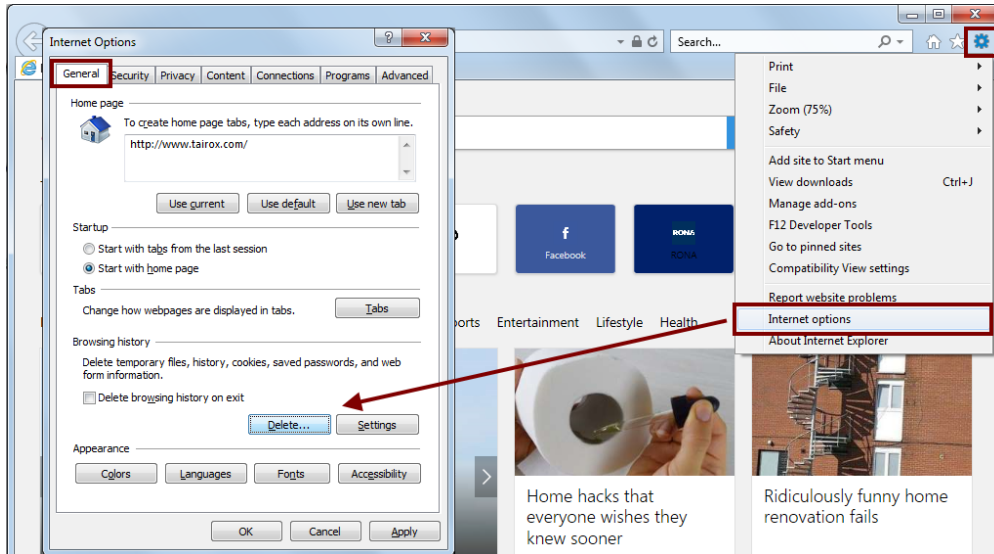 Internet Options
General
Security
Privacy
Content
Connections
Programs
Advanced
Home page
To create home page tabs, type each address on its own line.
http://www.tairox.com/
Use current
Use default
Use new tab
Startup
Start with tabs from the last session
Start with home page
Tabs
Change how webpages are displayed in tabs.
Tabs
Browsing history
Delete temporary files, history, cookies, saved passwords, and web
form information.
Delete browsing history on exit
Delete...
Settings
Appearance
Colors
Languages
Fonts
Accessibility
OK
Cancel
Apply
Search...
Print
File
Zoom (75%)
Safety
Add site to Start menu
View downloads Ctrl+J
Manage add-ons
F12 Developer Tools
Go to pinned sites
Compatibility View settings
Report website problems
Internet options
About Internet Explorer
f
Facebook
RONA
RONA
orts Entertainment Lifestyle Health
Home hacks that
everyone wishes they
knew sooner
Ridiculously funny home
renovation fails